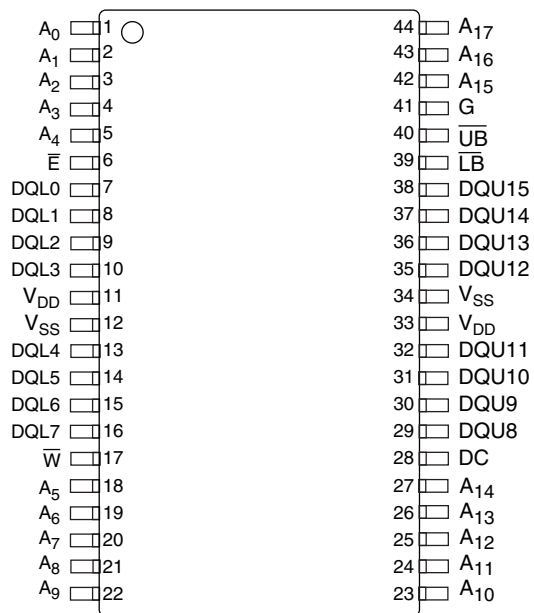 A0 1 44 A17
A1 2 43 A16
A2 3 42 A15
A3 4 41 G
A4 5 40 U̅B̅
E̅ 6 39 L̅B̅
DQL0 7 38 DQU15
DQL1 8 37 DQU14
DQL2 9 36 DQU13
DQL3 10 35 DQU12
VDD 11 34 VSS
VSS 12 33 VDD
DQL4 13 32 DQU11
DQL5 14 31 DQU10
DQL6 15 30 DQU9
DQL7 16 29 DQU8
W̅ 17 28 DC
A5 18 27 A14
A6 19 26 A13
A7 20 25 A12
A8 21 24 A11
A9 22 23 A10